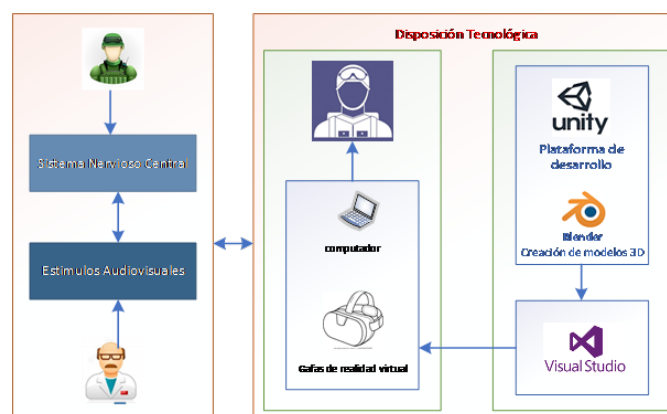 Disposición Tecnológica
Sistema Nervioso Central
Estímulos Audiovisuales
computador
Gafas de realidad virtual
unity
Plataforma de
desarrollo
Blender
Creación de modelos 3D
Visual Studio